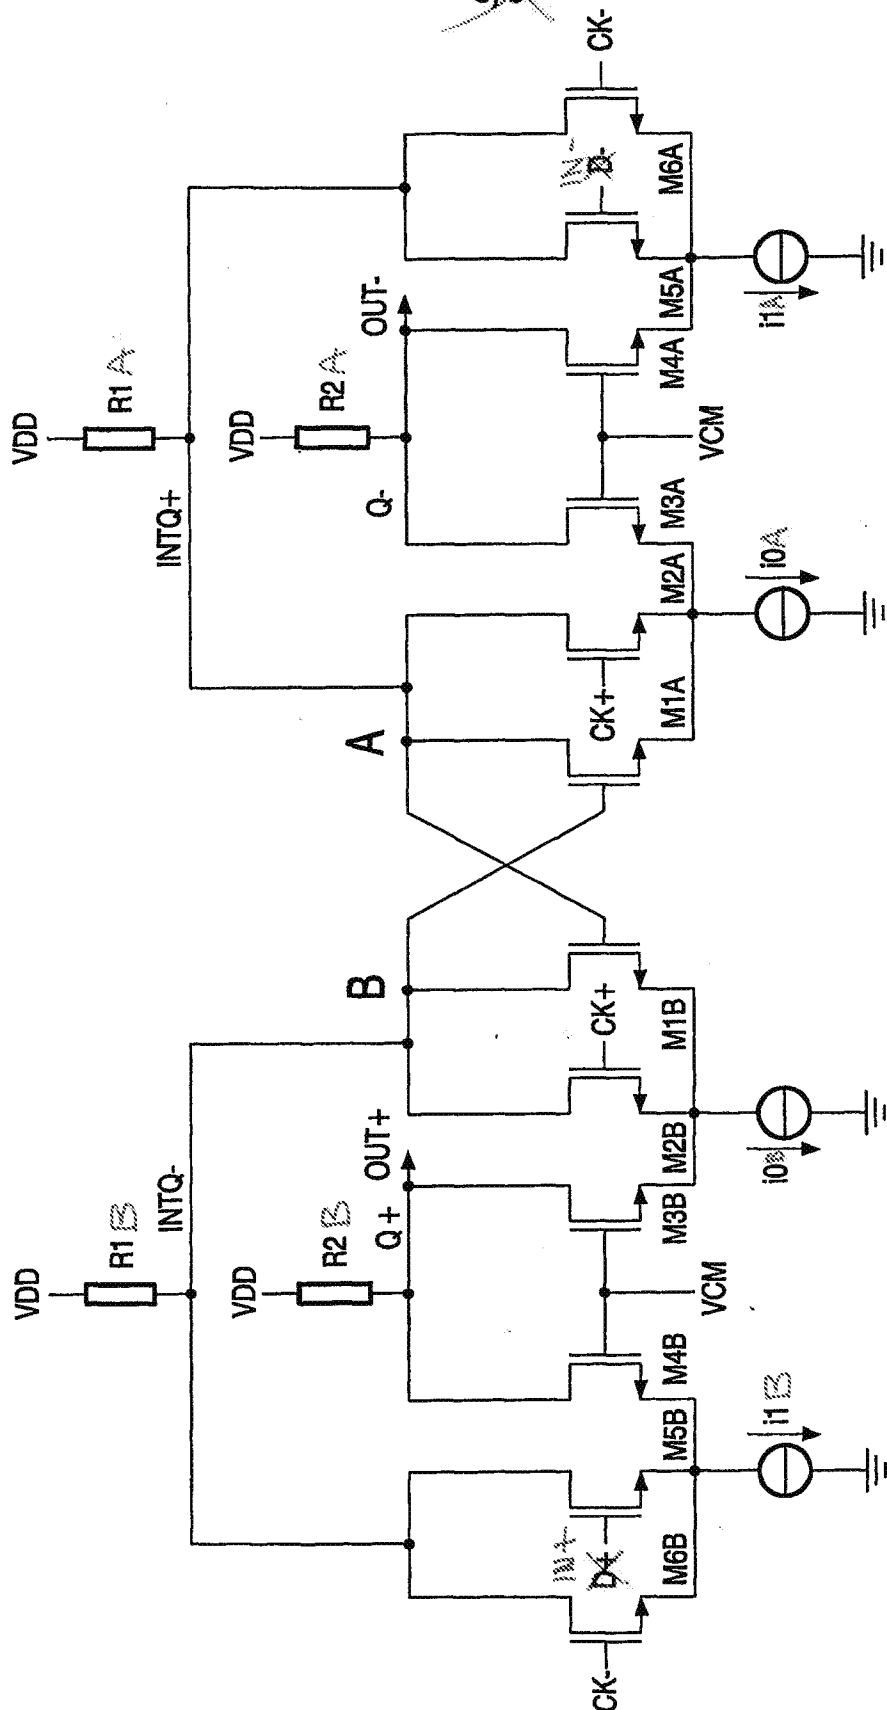 VDD
R1 B
INTQ-
VDD
R2 B
Q+
OUT+
B
CK-
IN+
D+
M6B
M5B
M4B
VCM
M3B
M2B
CK+
M1B
i1 B
i0B
VDD
R1 A
INTQ+
VDD
R2 A
Q-
OUT-
A
CK+
M1A
M2A
M3A
VCM
M4A
M5A
IN-
D-
M6A
CK-
i0A
i1A